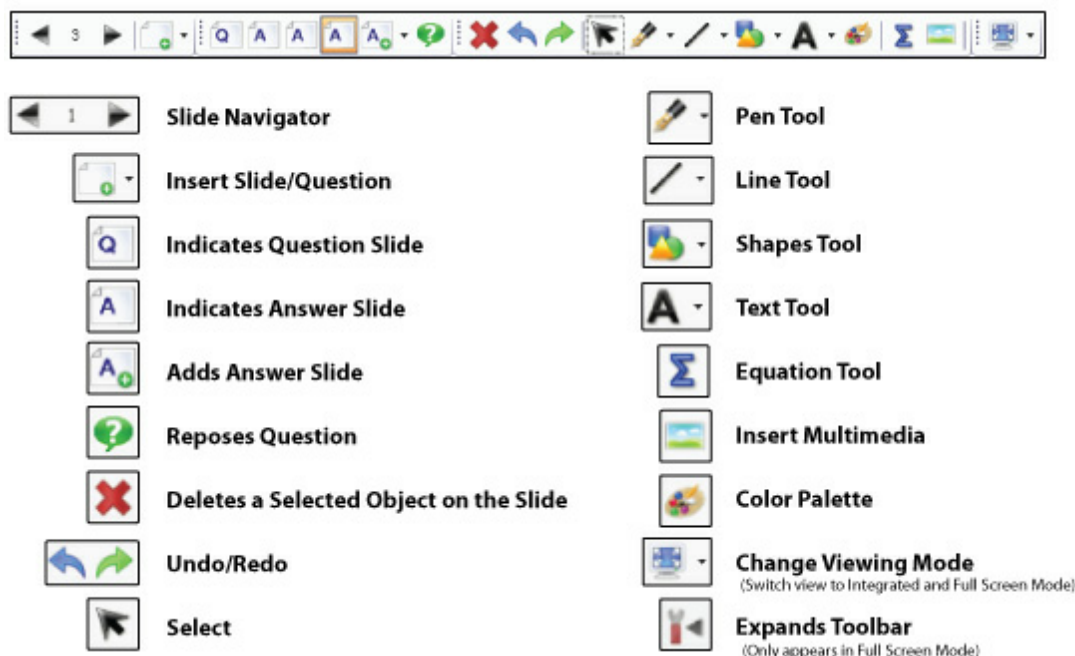 3 Q A A A A ? A Σ
1 Slide Navigator
Insert Slide/Question
Q Indicates Question Slide
A Indicates Answer Slide
A Adds Answer Slide
? Reposes Question
Deletes a Selected Object on the Slide
Undo/Redo
Select
Pen Tool
Line Tool
Shapes Tool
A Text Tool
Σ Equation Tool
Insert Multimedia
Color Palette
Change Viewing Mode
(Switch view to Integrated and Full Screen Mode)
Expands Toolbar
(Only appears in Full Screen Mode)